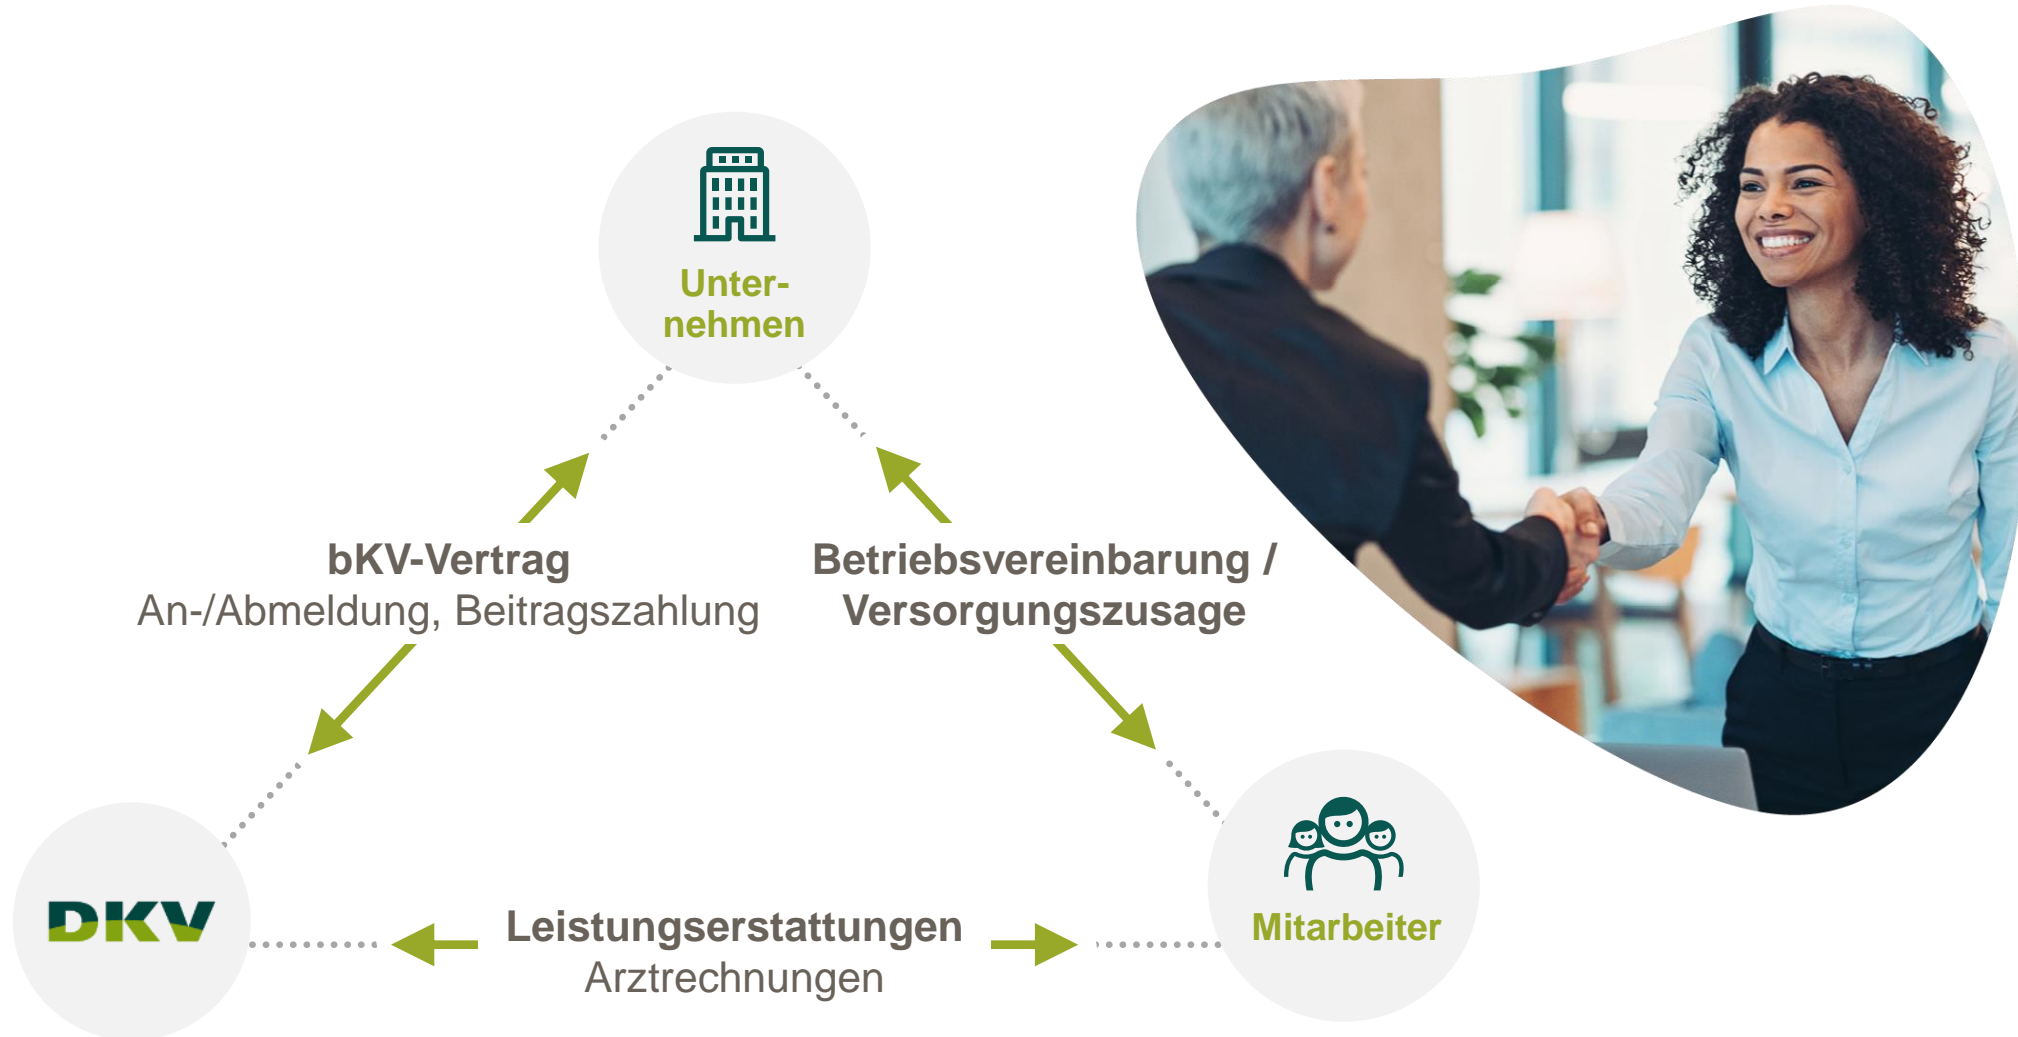 Unter-
nehmen
bKV-Vertrag
An-/Abmeldung, Beitragszahlung
Betriebsvereinbarung /
Versorgungszusage
DKV
Leistungserstattungen
Arztrechnungen
Mitarbeiter